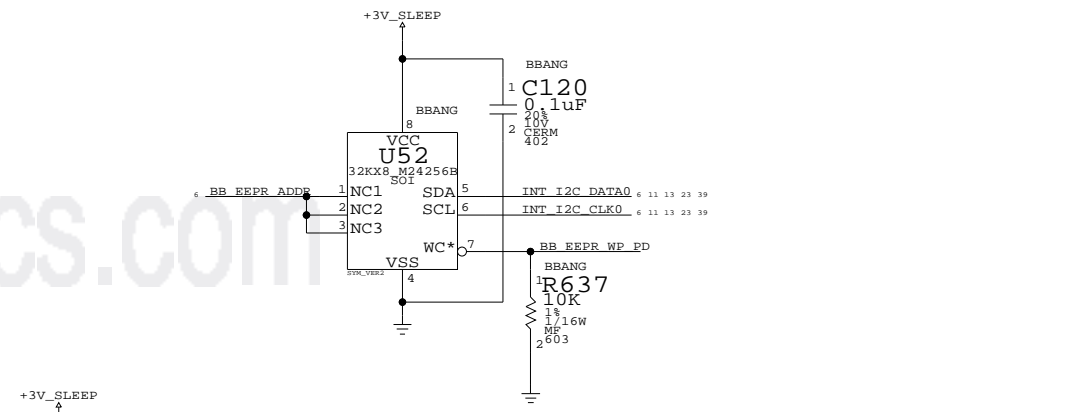 +3V_SLEEP
BBANG
1 C120
0.1uF
20%
10V
2 CERM
402
BBANG
8
VCC
U52
32KX8_M24256B
SOI
6 BB_EEPR_ADDR 1 NC1 SDA 5 INT_I2C_DATA0 6 11 13 23 39
2 NC2 SCL 6 INT_I2C_CLK0 6 11 13 23 39
3 NC3
WC* 7 BB_EEPR_WP_PD
VSS
SYM_VER2
4
BBANG
1 R637
10K
1%
1/16W
MF
2 603
cs.com
+3V_SLEEP